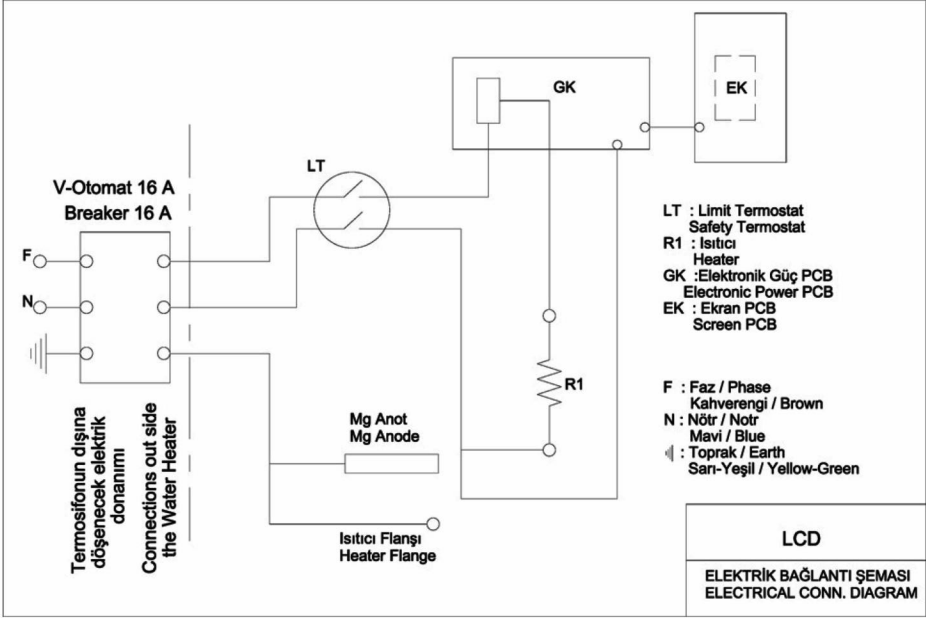 GK
EK
LT
V-Otomat 16 A
Breaker 16 A
F
N
LT : Limit Termostat
Safety Termostat
R1 : Isıtıcı
Heater
GK :Elektronik Güç PCB
Electronic Power PCB
EK : Ekran PCB
Screen PCB
R1
F : Faz / Phase
Kahverengi / Brown
N : Nötr / Notr
Mavi / Blue
: Toprak / Earth
Sarı-Yeşil / Yellow-Green
Mg Anot
Mg Anode
Termosifonun dışına
döşenecek elektrik
donanımı
Connections out side
the Water Heater
Isıtıcı Flanşı
Heater Flange
LCD
ELEKTRİK BAĞLANTI ŞEMASI
ELECTRICAL CONN. DIAGRAM